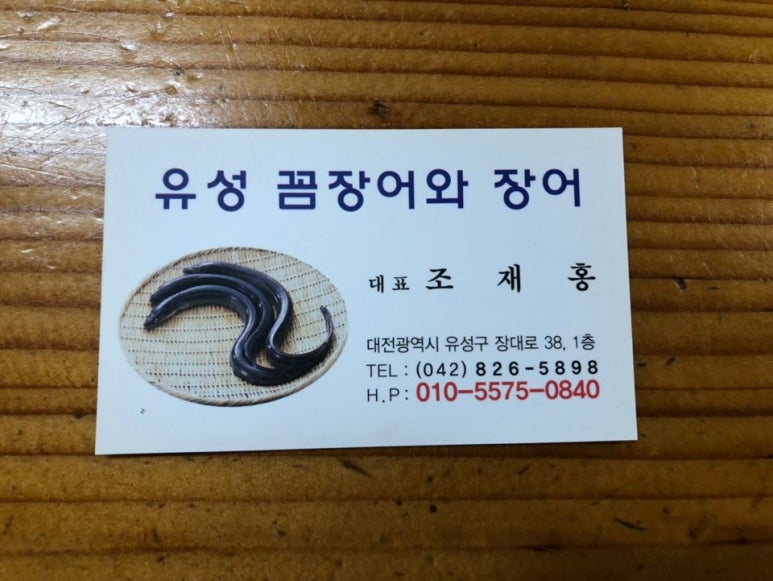 유성 꼼장어와 장어
대표 조 재 홍
대전광역시 유성구 장대로 38, 1층
TEL : (042) 826-5898
H.P : 010-5575-0840